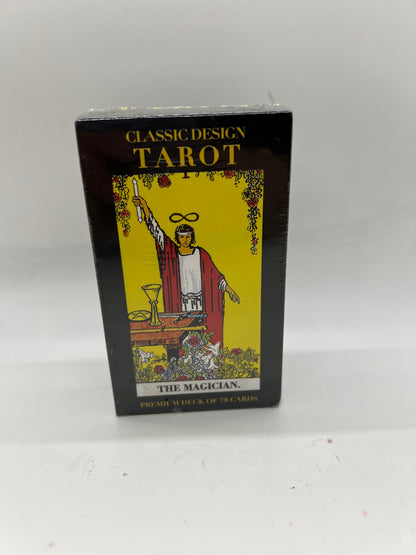 CLASSIC DESIGN
TAROT
I.
THE MAGICIAN.
PREMIUM DECK OF 78 CARDS